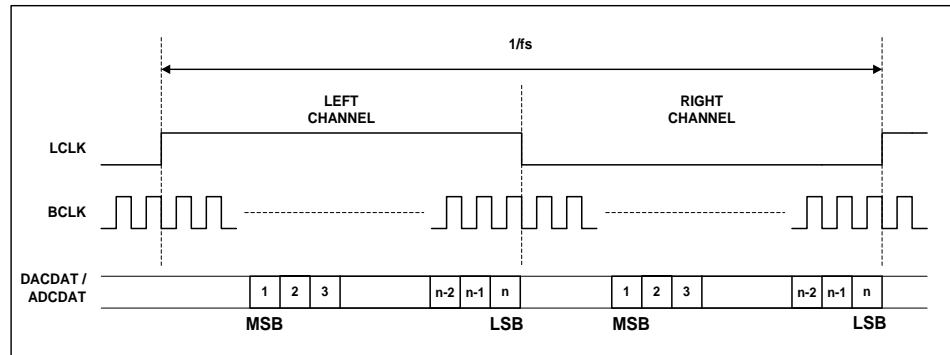 1/fs
LEFT
CHANNEL
RIGHT
CHANNEL
LCLK
BCLK
DACDAT /
ADCDAT
1 2 3 n-2 n-1 n 1 2 3 n-2 n-1 n
MSB LSB MSB LSB